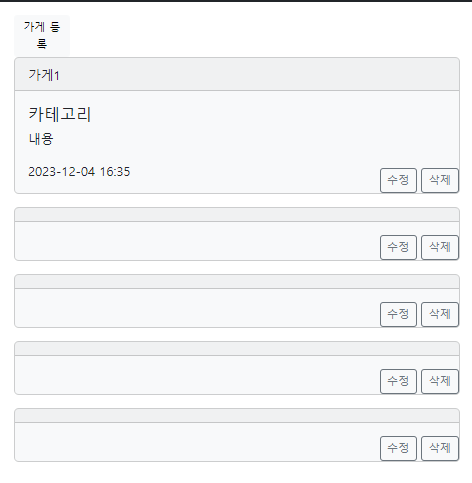 가게 등
록
가게1
카테고리
내용
2023-12-04 16:35
수정 삭제
수정 삭제
수정 삭제
수정 삭제
수정 삭제